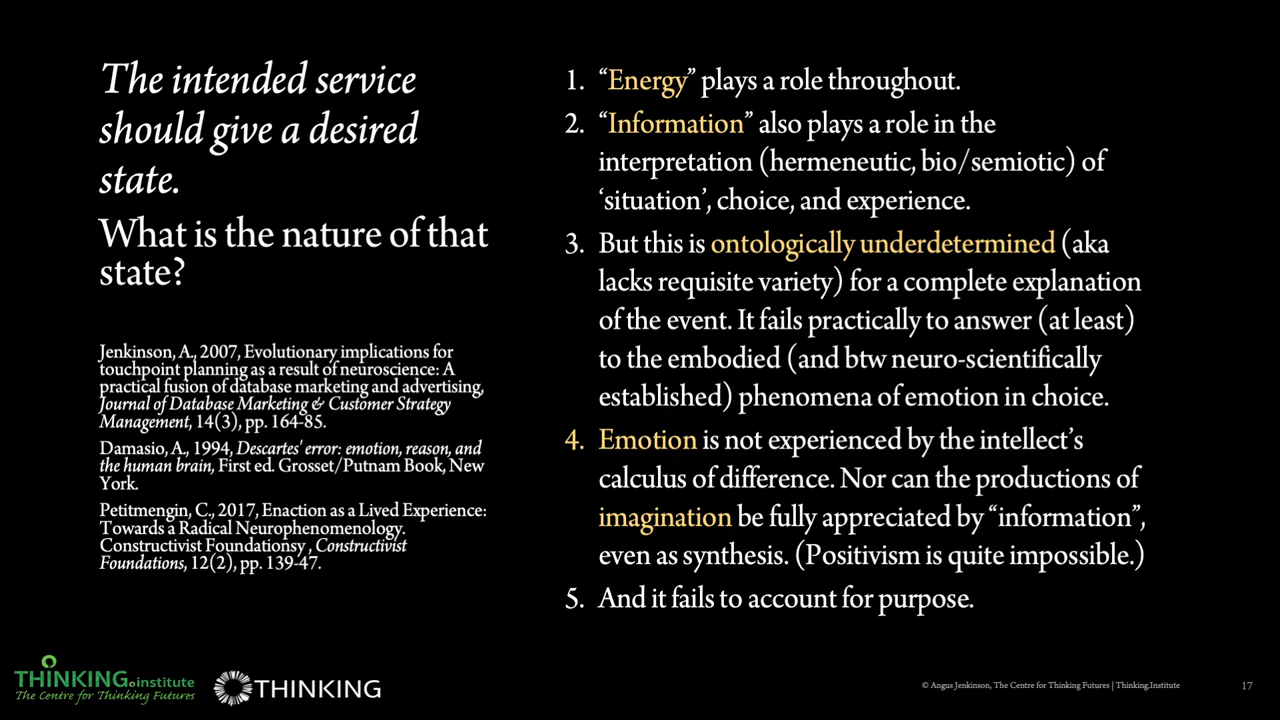 The intended service
should give a desired
state.
What is the nature of that
state?
Jenkinson, A., 2007, Evolutionary implications for
touchpoint planning as a result of neuroscience: A
practical fusion of database marketing and advertising,
Journal of Database Marketing & Customer Strategy
Management, 14(3), pp. 164-85.
Damasio, A., 1994, Descartes' error: emotion, reason, and
the human brain, First ed. Grosset/Putnam Book, New
York.
Petitmengin, C., 2017, Enaction as a Lived Experience:
Towards a Radical Neurophenomenology.
Constructivist Foundationsy , Constructivist
Foundations, 12(2), pp. 139-47.
1. “Energy” plays a role throughout.
2. “Information” also plays a role in the
interpretation (hermeneutic, bio/semiotic) of
‘situation’, choice, and experience.
3. But this is ontologically underdetermined (aka
lacks requisite variety) for a complete explanation
of the event. It fails practically to answer (at least)
to the embodied (and btw neuro-scientifically
established) phenomena of emotion in choice.
4. Emotion is not experienced by the intellect’s
calculus of difference. Nor can the productions of
imagination be fully appreciated by “information”,
even as synthesis. (Positivism is quite impossible.)
5. And it fails to account for purpose.
THINKING.institute
The Centre for Thinking Futures
THINKING
© Angus Jenkinson, The Centre for Thinking Futures | Thinking.Institute
17